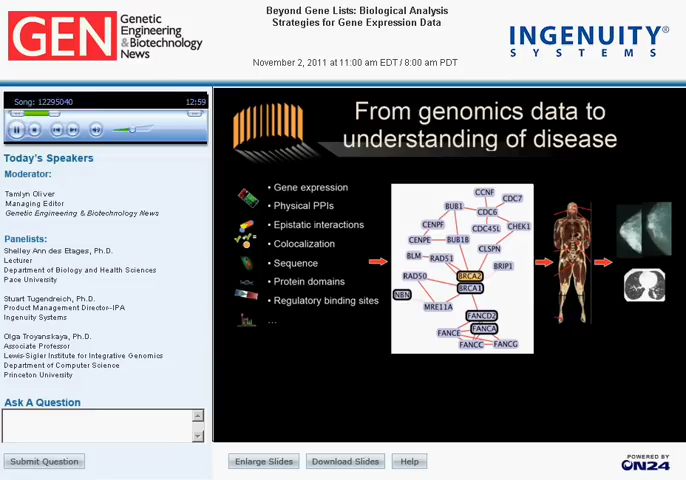 GEN
Genetic
Engineering
& Biotechnology
News
Beyond Gene Lists: Biological Analysis
Strategies for Gene Expression Data
November 2, 2011 at 11:00 am EDT / 8:00 am PDT
INGENUITY®
SYSTEMS
Song: 12295040
12:59
Today's Speakers
Moderator:
Tamlyn Oliver
Managing Editor
Genetic Engineering & Biotechnology News
Panelists:
Shelley Ann des Etages, Ph.D.
Lecturer
Department of Biology and Health Sciences
Pace University
Stuart Tugendreich, Ph.D.
Product Management Director–IPA
Ingenuity Systems
Olga Troyanskaya, Ph.D.
Associate Professor
Lewis-Sigler Institute for Integrative Genomics
Department of Computer Science
Princeton University
Ask A Question
Submit Question
From genomics data to
understanding of disease
• Gene expression
• Physical PPIs
• Epistatic interactions
• Colocalization
• Sequence
• Protein domains
• Regulatory binding sites
...
CCNF
CDC7
BUB1
CDC6
CENPF
CDC45L
CHEK1
CENPE
BUB1B
CLSPN
BLM
RAD51
BRIP1
RAD50
BRCA2
BRCA1
NBN
MRE11A
FANCD2
FANCE
FANCA
FANCC
FANCG
Enlarge Slides
Download Slides
Help
POWERED BY
ON24